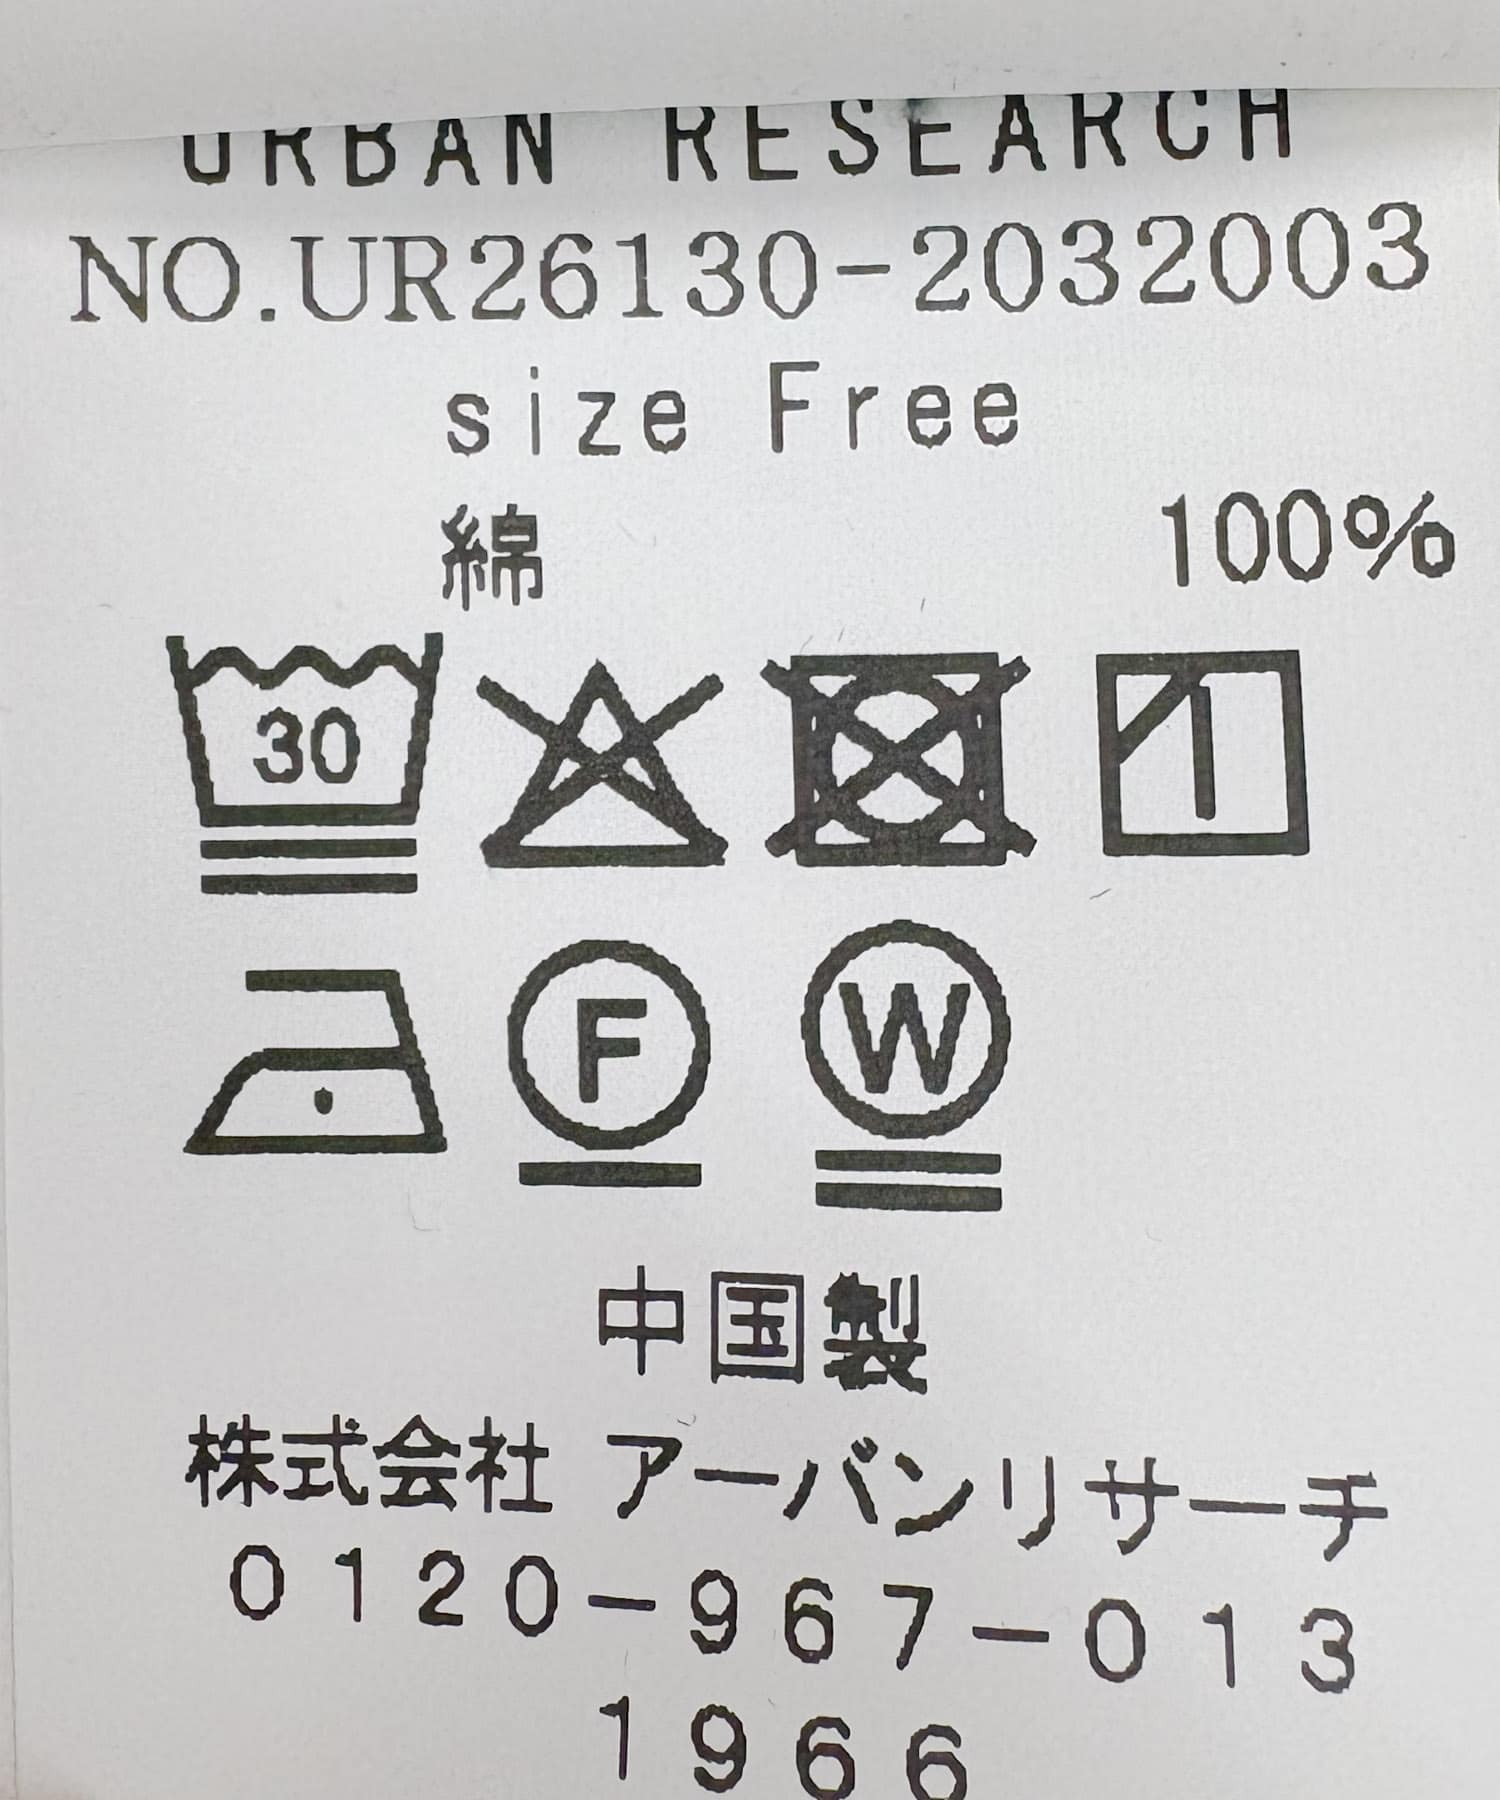 URBAN RESEARCH
NO.UR26130-2032003
size Free
綿 100%
30
F W
中国製
株式会社 アーバンリサーチ
0120-967-013
1966